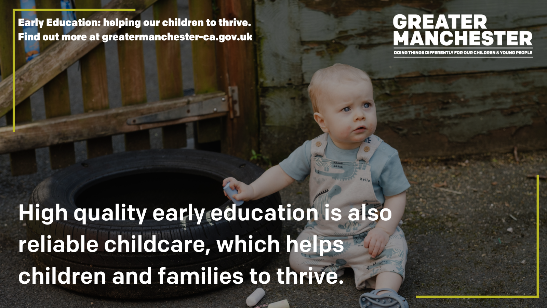 Early Education: helping our children to thrive.
Find out more at greatermanchester-ca.gov.uk
GREATER
MANCHESTER
DOING THINGS DIFFERENTLY FOR OUR CHILDREN & YOUNG PEOPLE
High quality early education is also
reliable childcare, which helps
children and families to thrive.